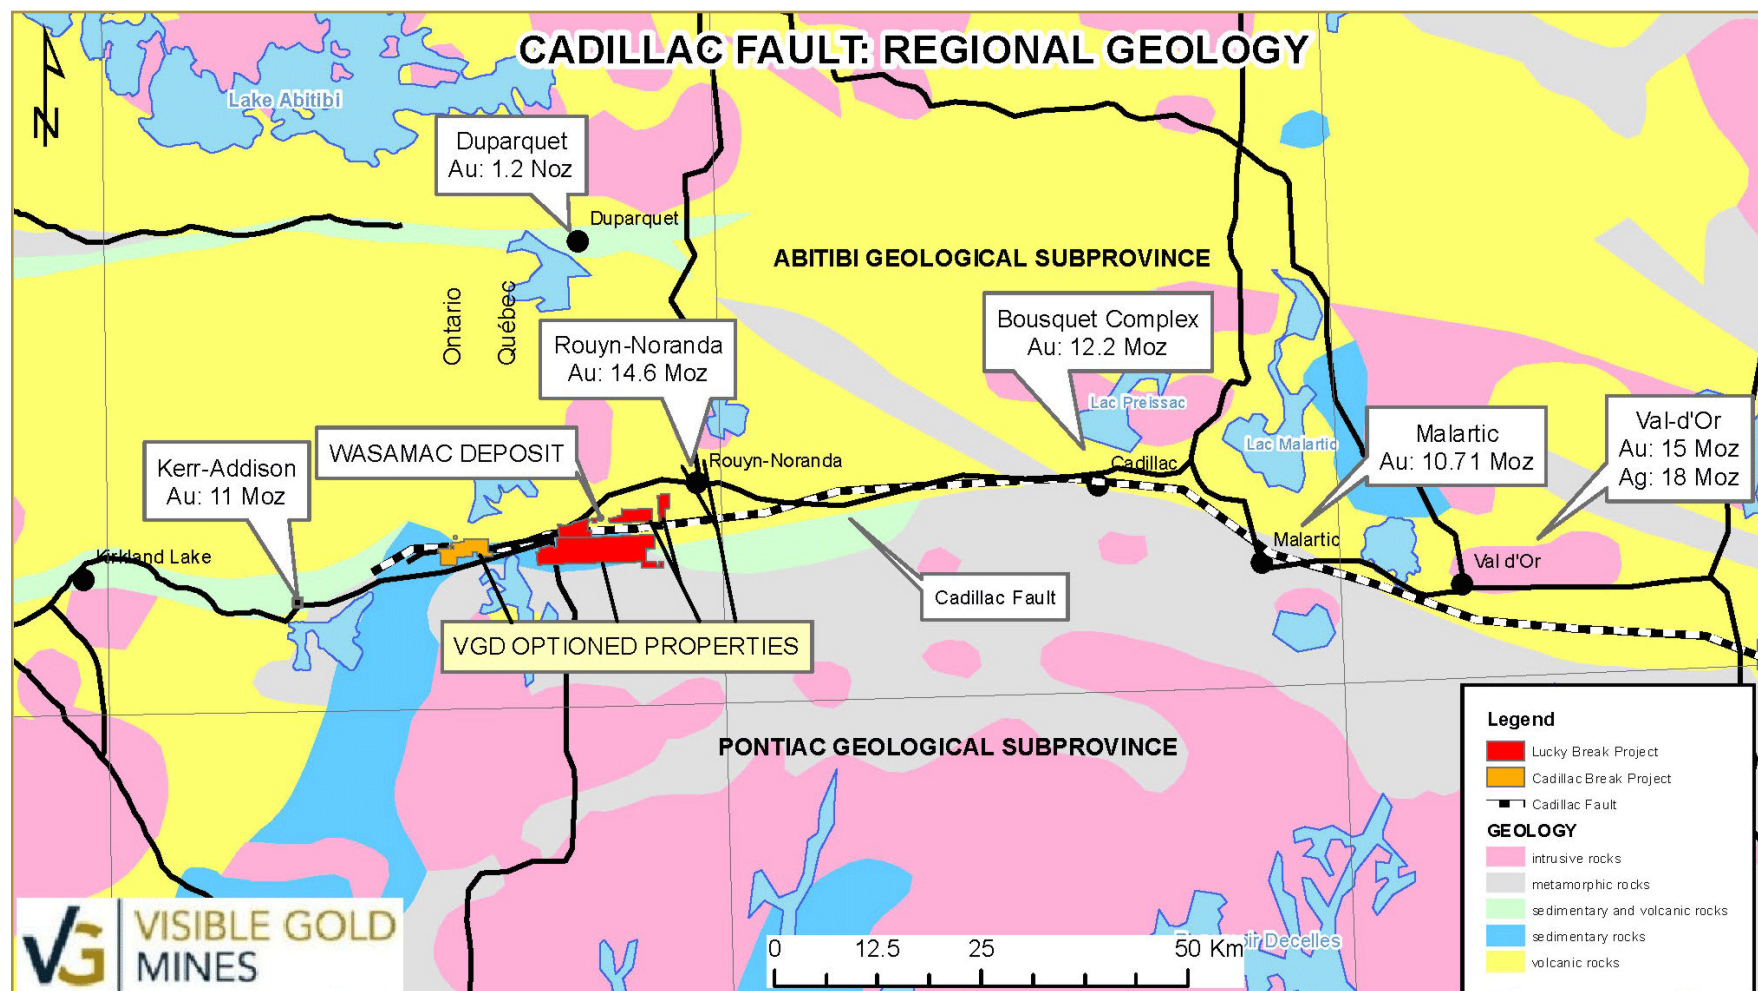 CADILLAC FAULT: REGIONAL GEOLOGY
N
Lake Abitibi
Duparquet
Au: 1.2 Noz
Duparquet
ABITIBI GEOLOGICAL SUBPROVINCE
Ontario
Québec
Rouyn-Noranda
Au: 14.6 Moz
Bousquet Complex
Au: 12.2 Moz
Lac Preissac
Lac Malartic
Malartic
Au: 10.71 Moz
Val-d'Or
Au: 15 Moz
Ag: 18 Moz
WASAMAC DEPOSIT
Kerr-Addison
Au: 11 Moz
Rouyn-Noranda
Cadillac
Kirkland Lake
Malartic
Val d'Or
Cadillac Fault
VGD OPTIONED PROPERTIES
PONTIAC GEOLOGICAL SUBPROVINCE
Legend
Lucky Break Project
Cadillac Break Project
Cadillac Fault
GEOLOGY
intrusive rocks
metamorphic rocks
sedimentary and volcanic rocks
sedimentary rocks
volcanic rocks
VG
VISIBLE GOLD
MINES
0 12.5 25 50 Km
Decelles